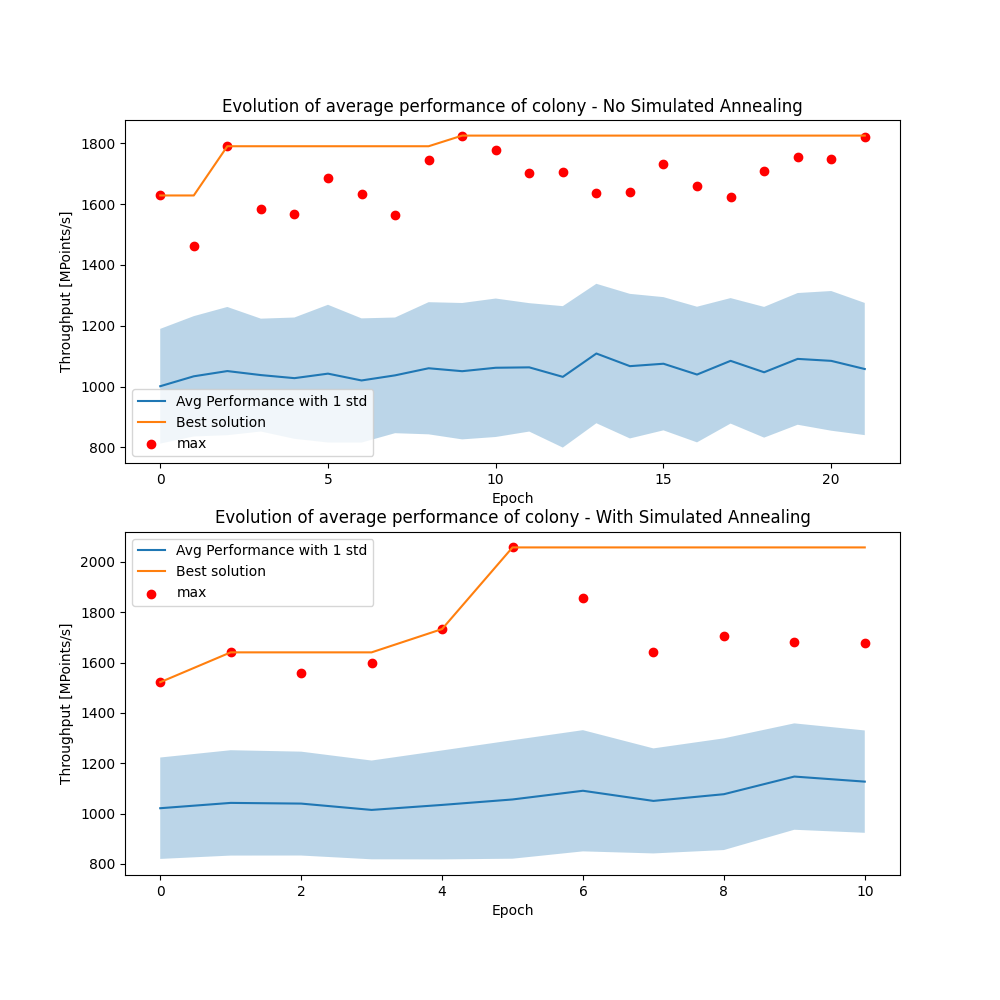 Evolution of average performance of colony - No Simulated Annealing
Throughput [MPoints/s]
1800
1600
1400
1200
1000
800
Avg Performance with 1 std
Best solution
max
0 5 10 15 20
Epoch
Evolution of average performance of colony - With Simulated Annealing
Throughput [MPoints/s]
2000
1800
1600
1400
1200
1000
800
Avg Performance with 1 std
Best solution
max
0 2 4 6 8 10
Epoch